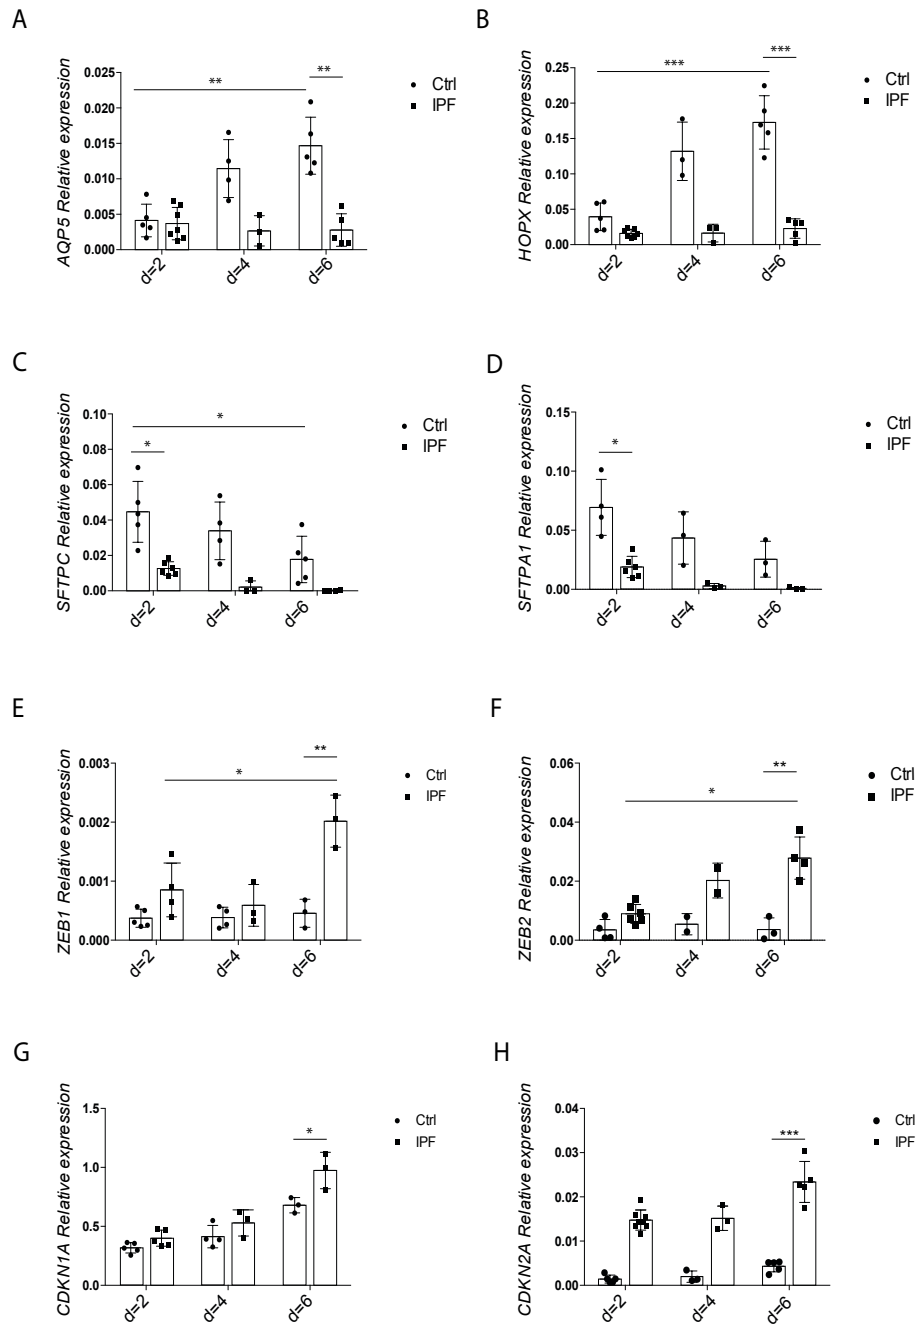 A
AQP5 Relative expression
0.025
0.020
0.015
0.010
0.005
0.000
**
**
Ctrl
IPF
d=2
d=4
d=6
B
HOPX Relative expression
0.25
0.20
0.15
0.10
0.05
0.00
***
***
Ctrl
IPF
d=2
d=4
d=6
C
SFTPC Relative expression
0.10
0.08
0.06
0.04
0.02
0.00
*
*
Ctrl
IPF
d=2
d=4
d=6
D
SFTPA1 Relative expression
0.15
0.10
0.05
0.00
*
Ctrl
IPF
d=2
d=4
d=6
E
ZEB1 Relative expression
0.003
0.002
0.001
0.000
*
**
Ctrl
IPF
d=2
d=4
d=6
F
ZEB2 Relative expression
0.06
0.04
0.02
0.00
*
**
Ctrl
IPF
d=2
d=4
d=6
G
CDKN1A Relative expression
1.5
1.0
0.5
0.0
*
Ctrl
IPF
d=2
d=4
d=6
H
CDKN2A Relative expression
0.04
0.03
0.02
0.01
0.00
***
Ctrl
IPF
d=2
d=4
d=6